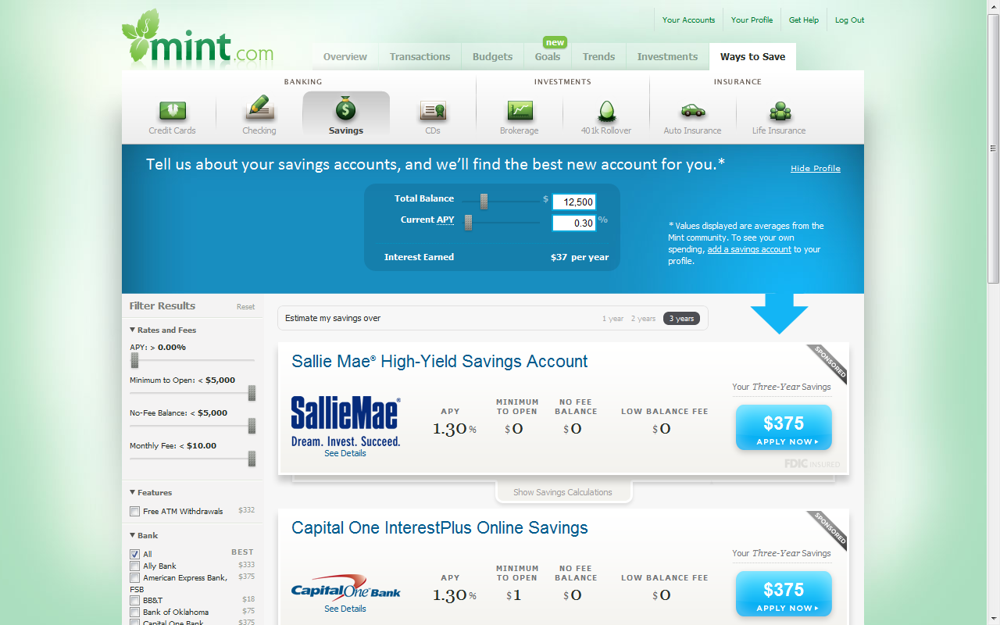 mint.com
Your Accounts
Your Profile
Get Help
Log Out
new
Overview
Transactions
Budgets
Goals
Trends
Investments
Ways to Save
BANKING
INVESTMENTS
INSURANCE
Credit Cards
Checking
Savings
CDs
Brokerage
401k Rollover
Auto Insurance
Life Insurance
Tell us about your savings accounts, and we'll find the best new account for you.*
Hide Profile
Total Balance $ 12,500
Current APY 0.30 %
Interest Earned $37 per year
* Values displayed are averages from the
Mint community. To see your own
spending, add a savings account to your
profile.
Filter Results
Reset
Rates and Fees
APY: > 0.00%
Minimum to Open: < $5,000
No-Fee Balance: < $5,000
Monthly Fee: < $10.00
Features
Free ATM Withdrawals $332
Bank
All BEST
Ally Bank $333
American Express Bank, $375
FSB
BB&T $18
Bank of Oklahoma $75
Capital One Bank $375
Estimate my savings over
1 year
2 years
3 years
Sallie Mae® High-Yield Savings Account
SPONSORED
SallieMae®
Dream. Invest. Succeed.
See Details
APY
1.30 %
MINIMUM
TO OPEN
$0
NO FEE
BALANCE
$0
LOW BALANCE FEE
$0
Your Three-Year Savings
$375
APPLY NOW
FDIC INSURED
Show Savings Calculations
Capital One InterestPlus Online Savings
SPONSORED
Capital One Bank
See Details
APY
1.30 %
MINIMUM
TO OPEN
$1
NO FEE
BALANCE
$0
LOW BALANCE FEE
$0
Your Three-Year Savings
$375
APPLY NOW